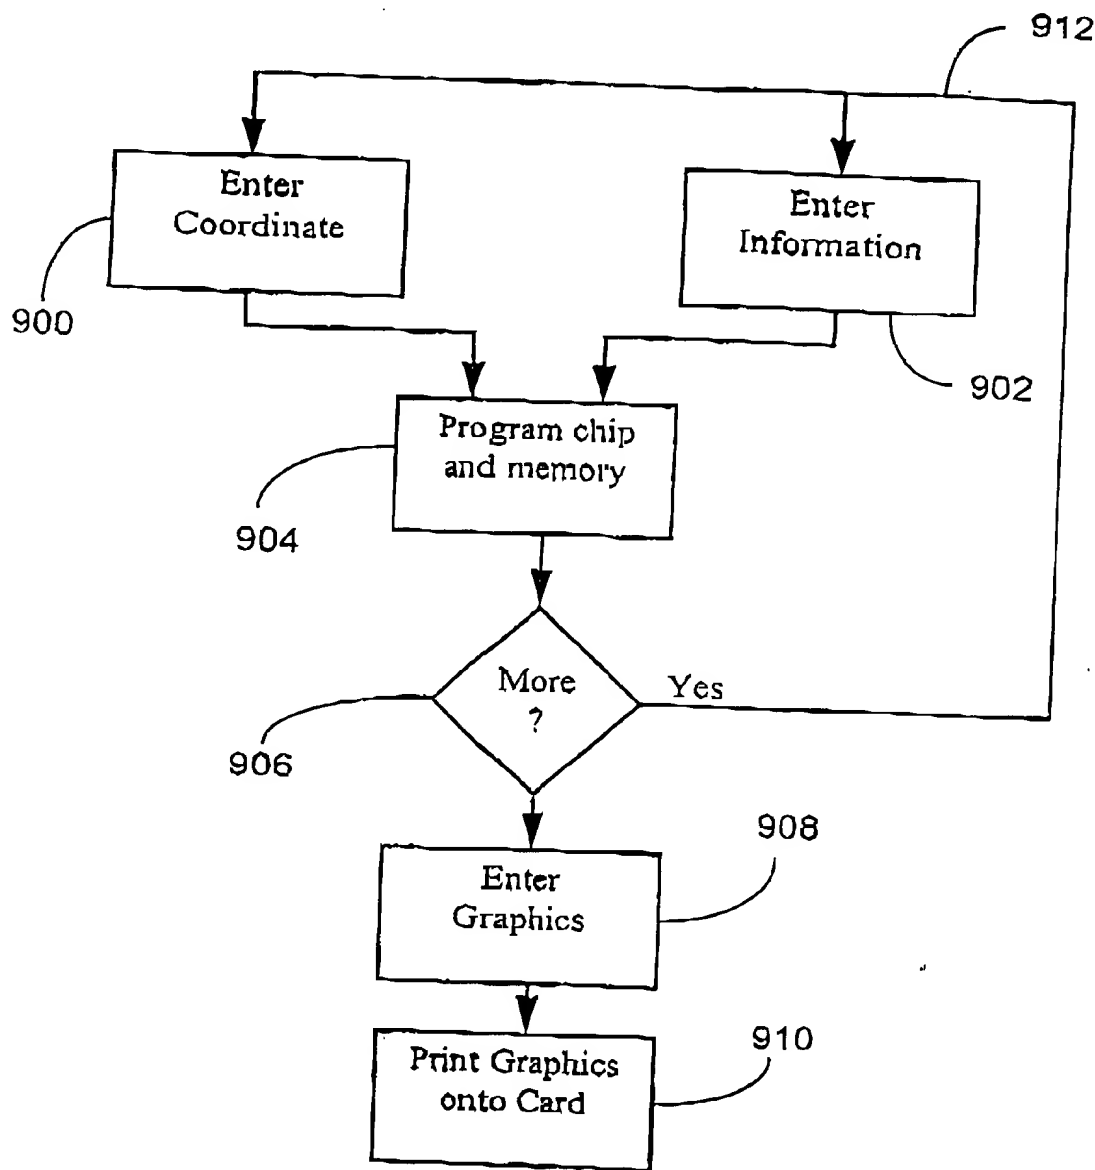 912
Enter
Coordinate
Enter
Information
900
902
Program chip
and memory
904
More
?
Yes
906
908
Enter
Graphics
910
Print Graphics
onto Card